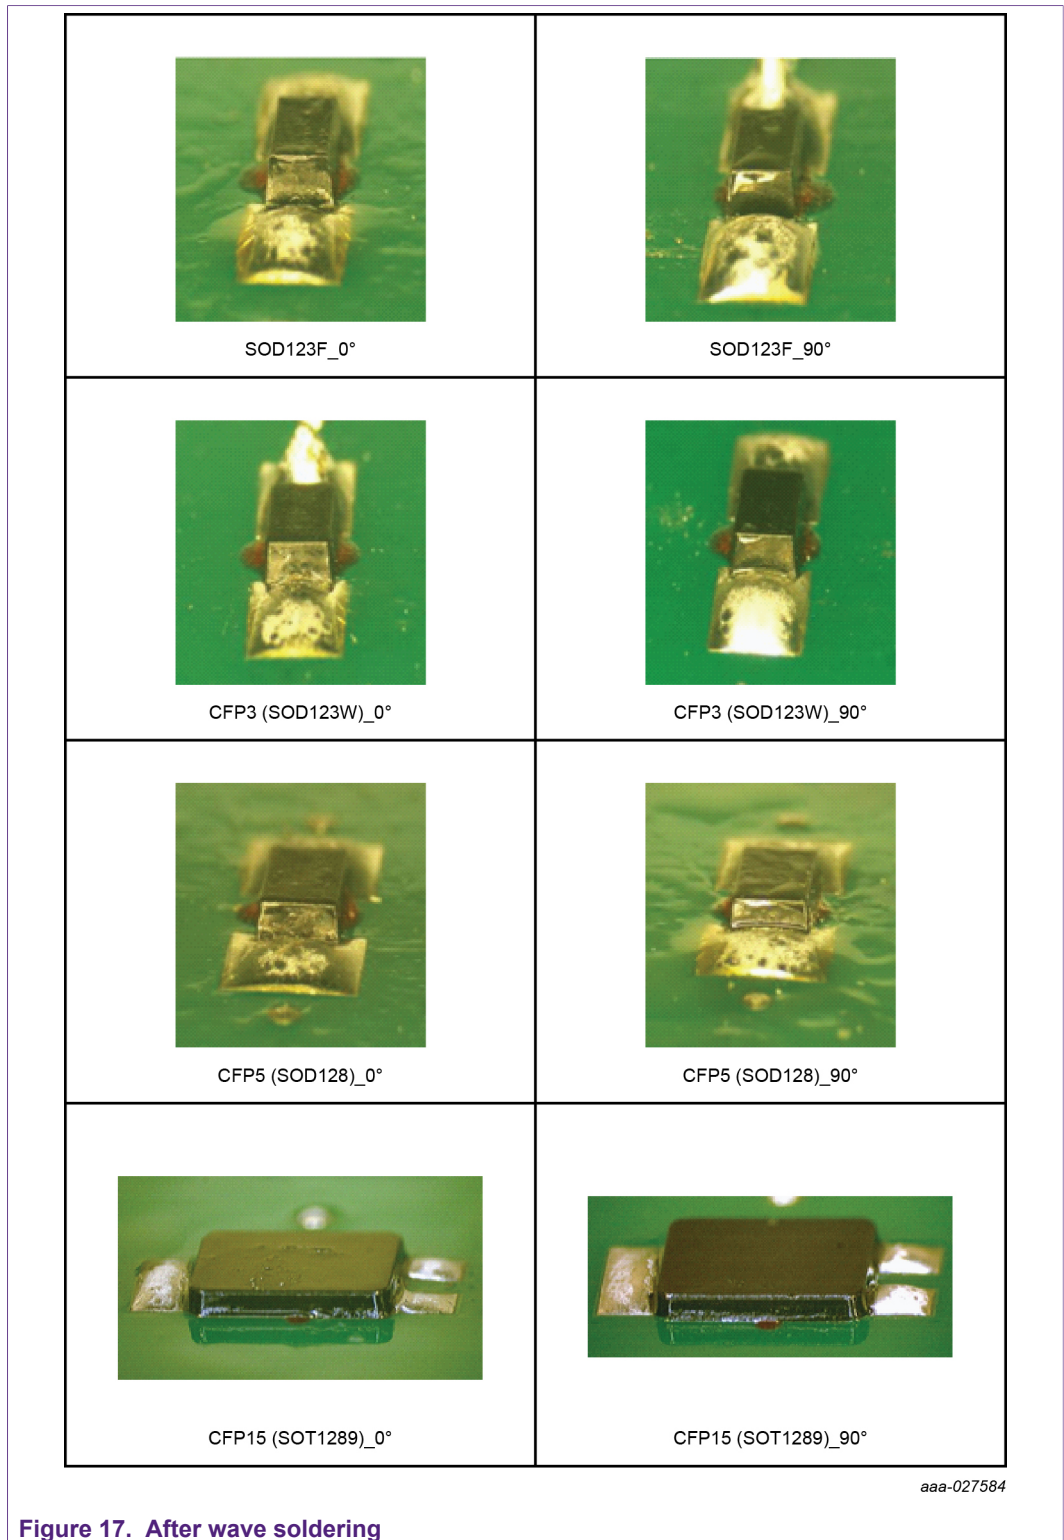 SOD123F_0°
SOD123F_90°
CFP3 (SOD123W)_0°
CFP3 (SOD123W)_90°
CFP5 (SOD128)_0°
CFP5 (SOD128)_90°
CFP15 (SOT1289)_0°
CFP15 (SOT1289)_90°
aaa-027584
Figure 17. After wave soldering